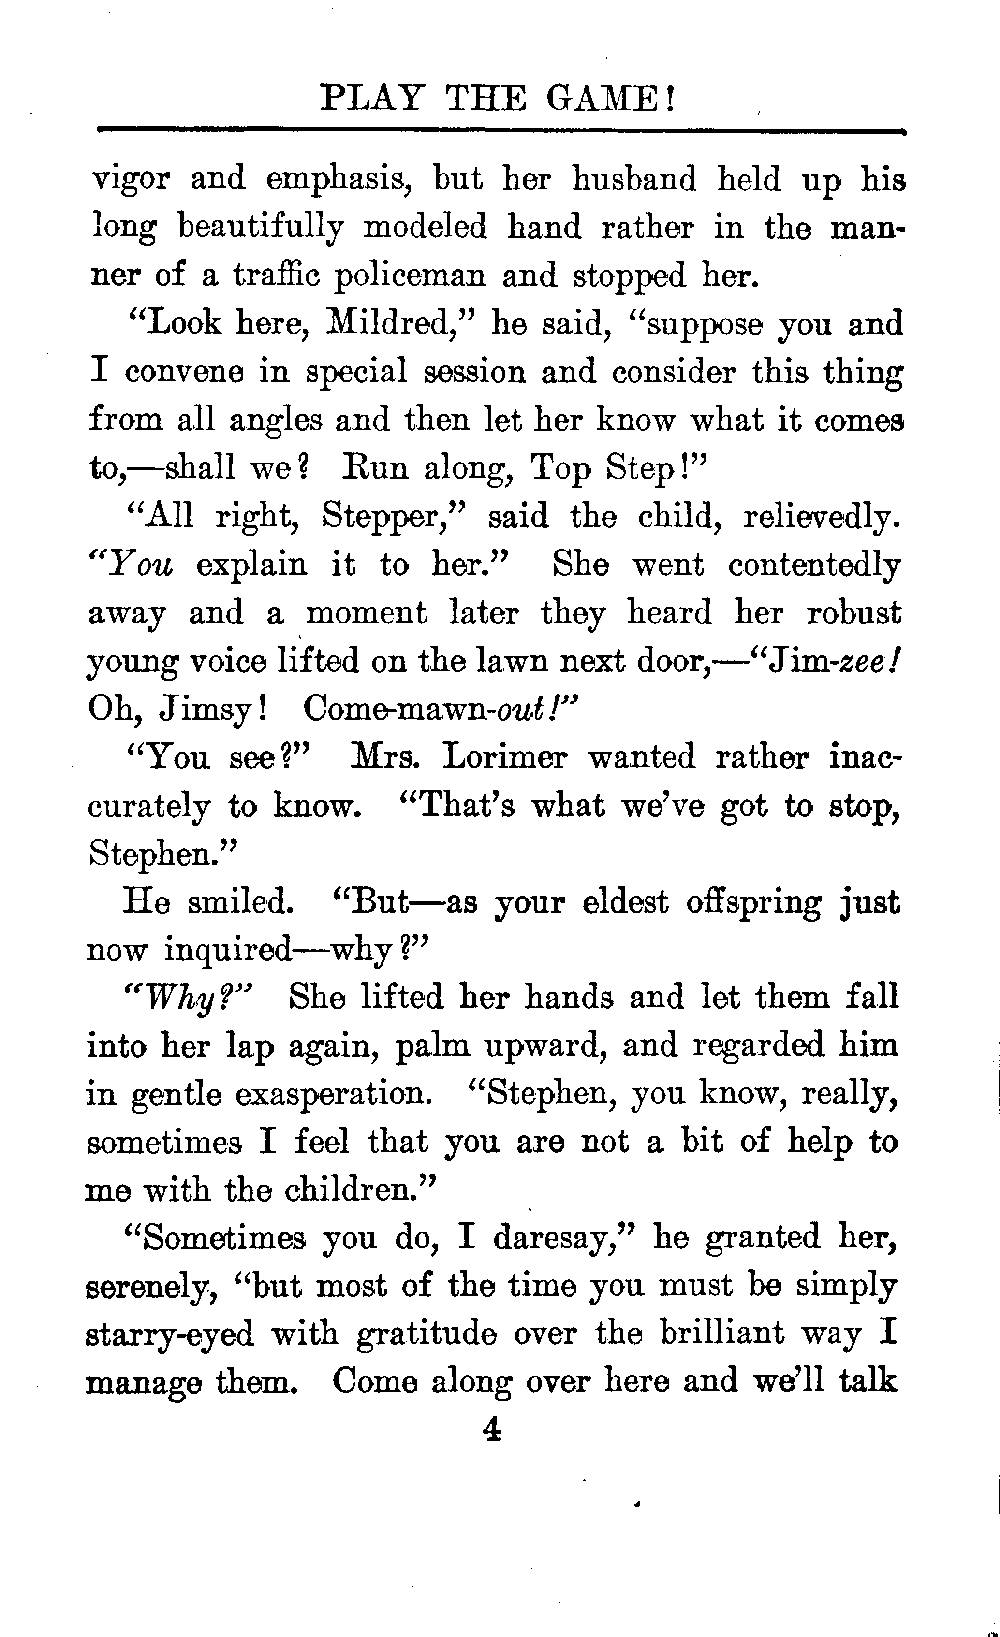 PLAY THE GAME!
vigor and emphasis, but her husband held up his
long beautifully modeled hand rather in the man-
ner of a traffic policeman and stopped her.
“Look here, Mildred,” he said, “suppose you and
I convene in special session and consider this thing
from all angles and then let her know what it comes
to,—shall we? Run along, Top Step!”
“All right, Stepper,” said the child, relievedly.
“You explain it to her.” She went contentedly
away and a moment later they heard her robust
young voice lifted on the lawn next door,—“Jim-zee!
Oh, Jimsy! Come-mawn-out!”
“You see?” Mrs. Lorimer wanted rather inac-
curately to know. “That’s what we’ve got to stop,
Stephen.”
He smiled. “But—as your eldest offspring just
now inquired—why?”
“Why?” She lifted her hands and let them fall
into her lap again, palm upward, and regarded him
in gentle exasperation. “Stephen, you know, really,
sometimes I feel that you are not a bit of help to
me with the children.”
“Sometimes you do, I daresay,” he granted her,
serenely, “but most of the time you must be simply
starry-eyed with gratitude over the brilliant way I
manage them. Come along over here and we’ll talk
4